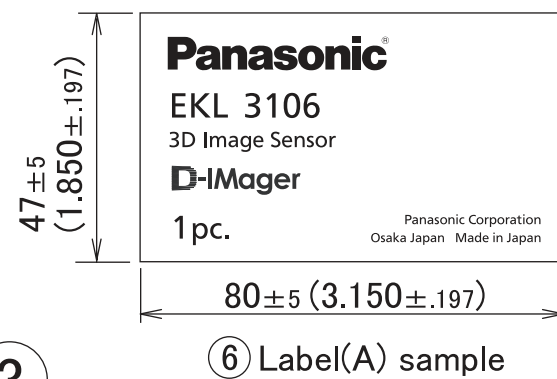 Panasonic®
EKL 3106
3D Image Sensor
D-IMager
1pc.
Panasonic Corporation
Osaka Japan Made in Japan
47±5
(1.850±.197)
80±5 (3.150±.197)
⑥ Label(A) sample